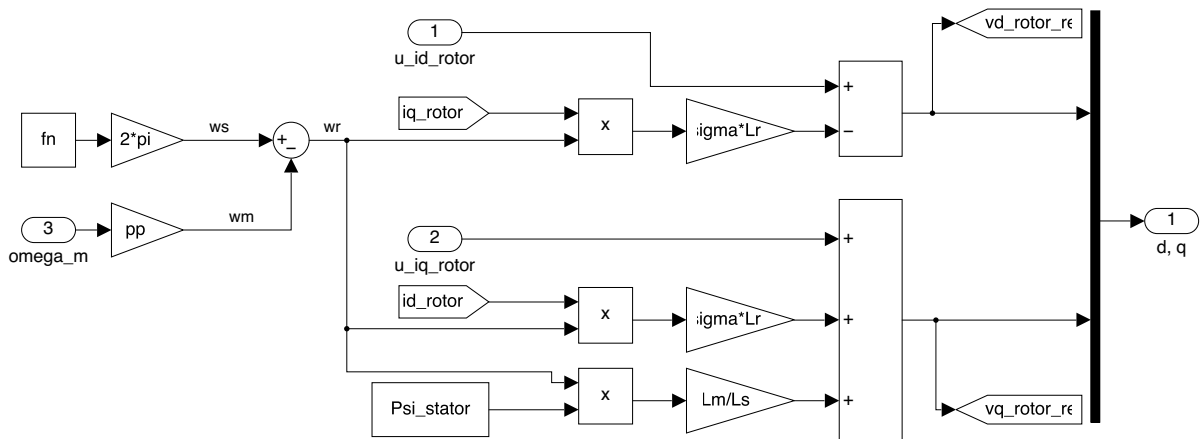 1
u_id_rotor
vd_rotor_re
iq_rotor
x
igma*Lr
+
−
fn
2*pi
ws
+
−
wr
3
omega_m
pp
wm
2
u_iq_rotor
id_rotor
x
igma*Lr
+
+
+
Psi_stator
x
Lm/Ls
vq_rotor_re
1
d, q